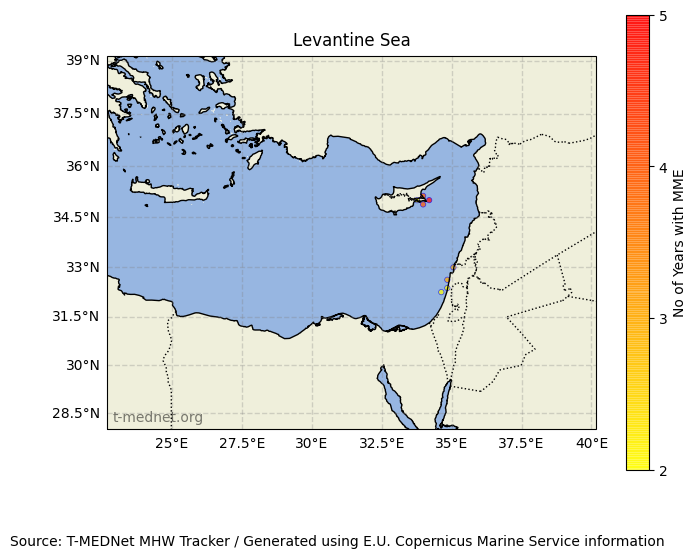 Levantine Sea
39°N
37.5°N
36°N
34.5°N
33°N
31.5°N
30°N
28.5°N
t-mednet.org
25°E
27.5°E
30°E
32.5°E
35°E
37.5°E
40°E
5
4
3
2
No of Years with MME
Source: T-MEDNet MHW Tracker / Generated using E.U. Copernicus Marine Service information